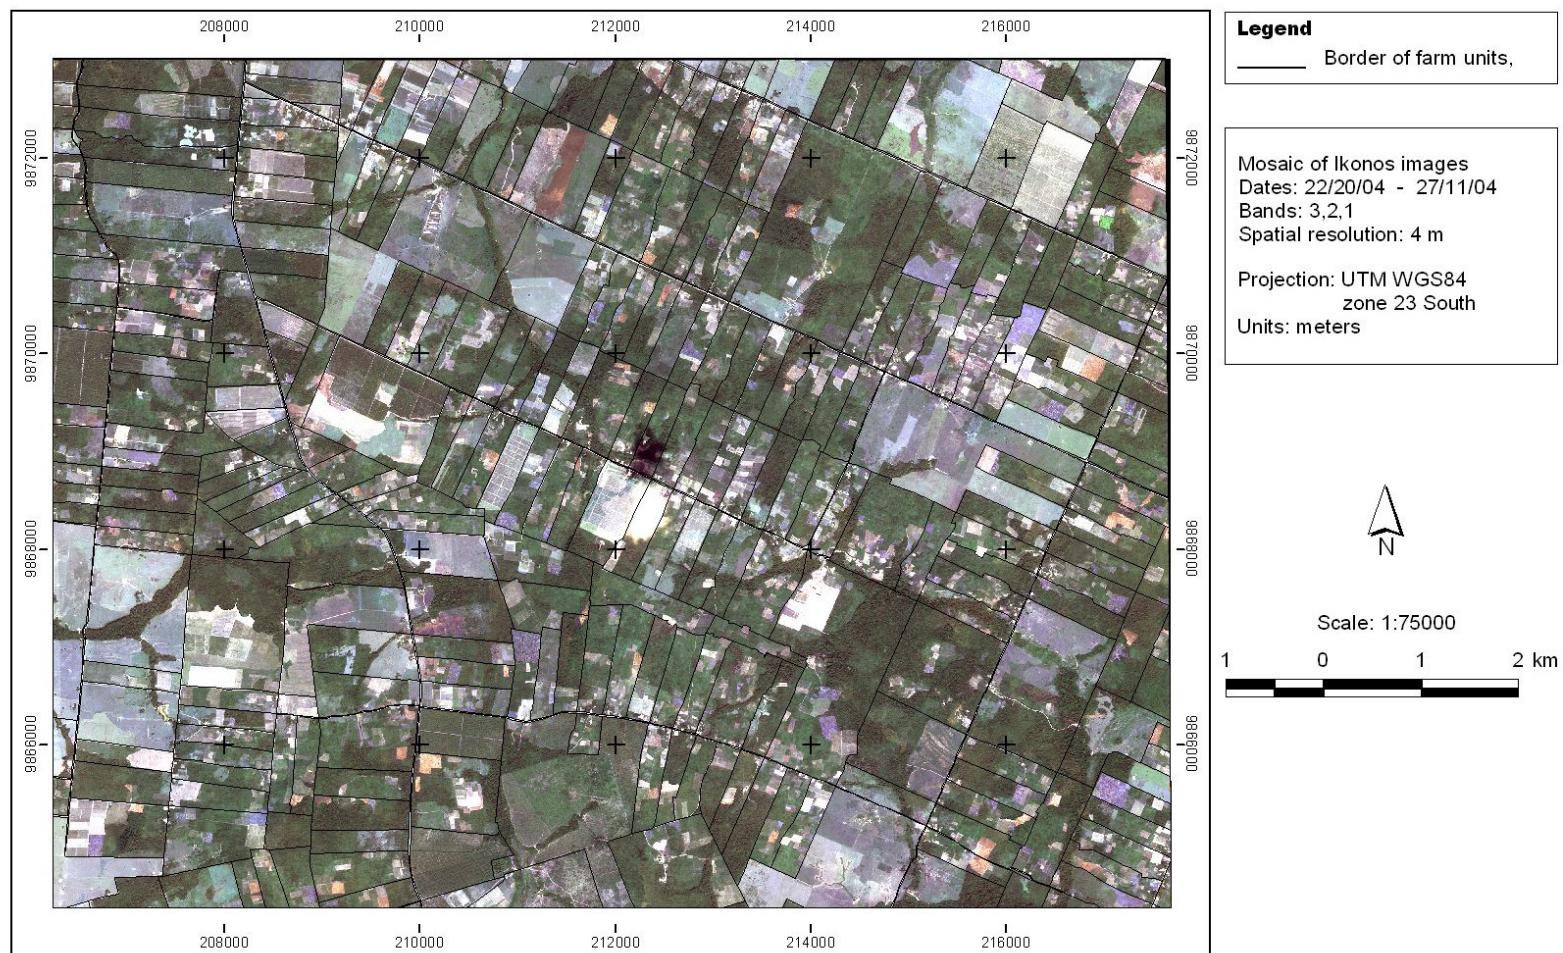 208000 210000 212000 214000 216000
9872000 9872000
9870000 9870000
9868000 9868000
9866000 9866000
208000 210000 212000 214000 216000
Legend
Border of farm units,
Mosaic of Ikonos images
Dates: 22/20/04 - 27/11/04
Bands: 3,2,1
Spatial resolution: 4 m
Projection: UTM WGS84
zone 23 South
Units: meters
N
Scale: 1:75000
1 0 1 2 km